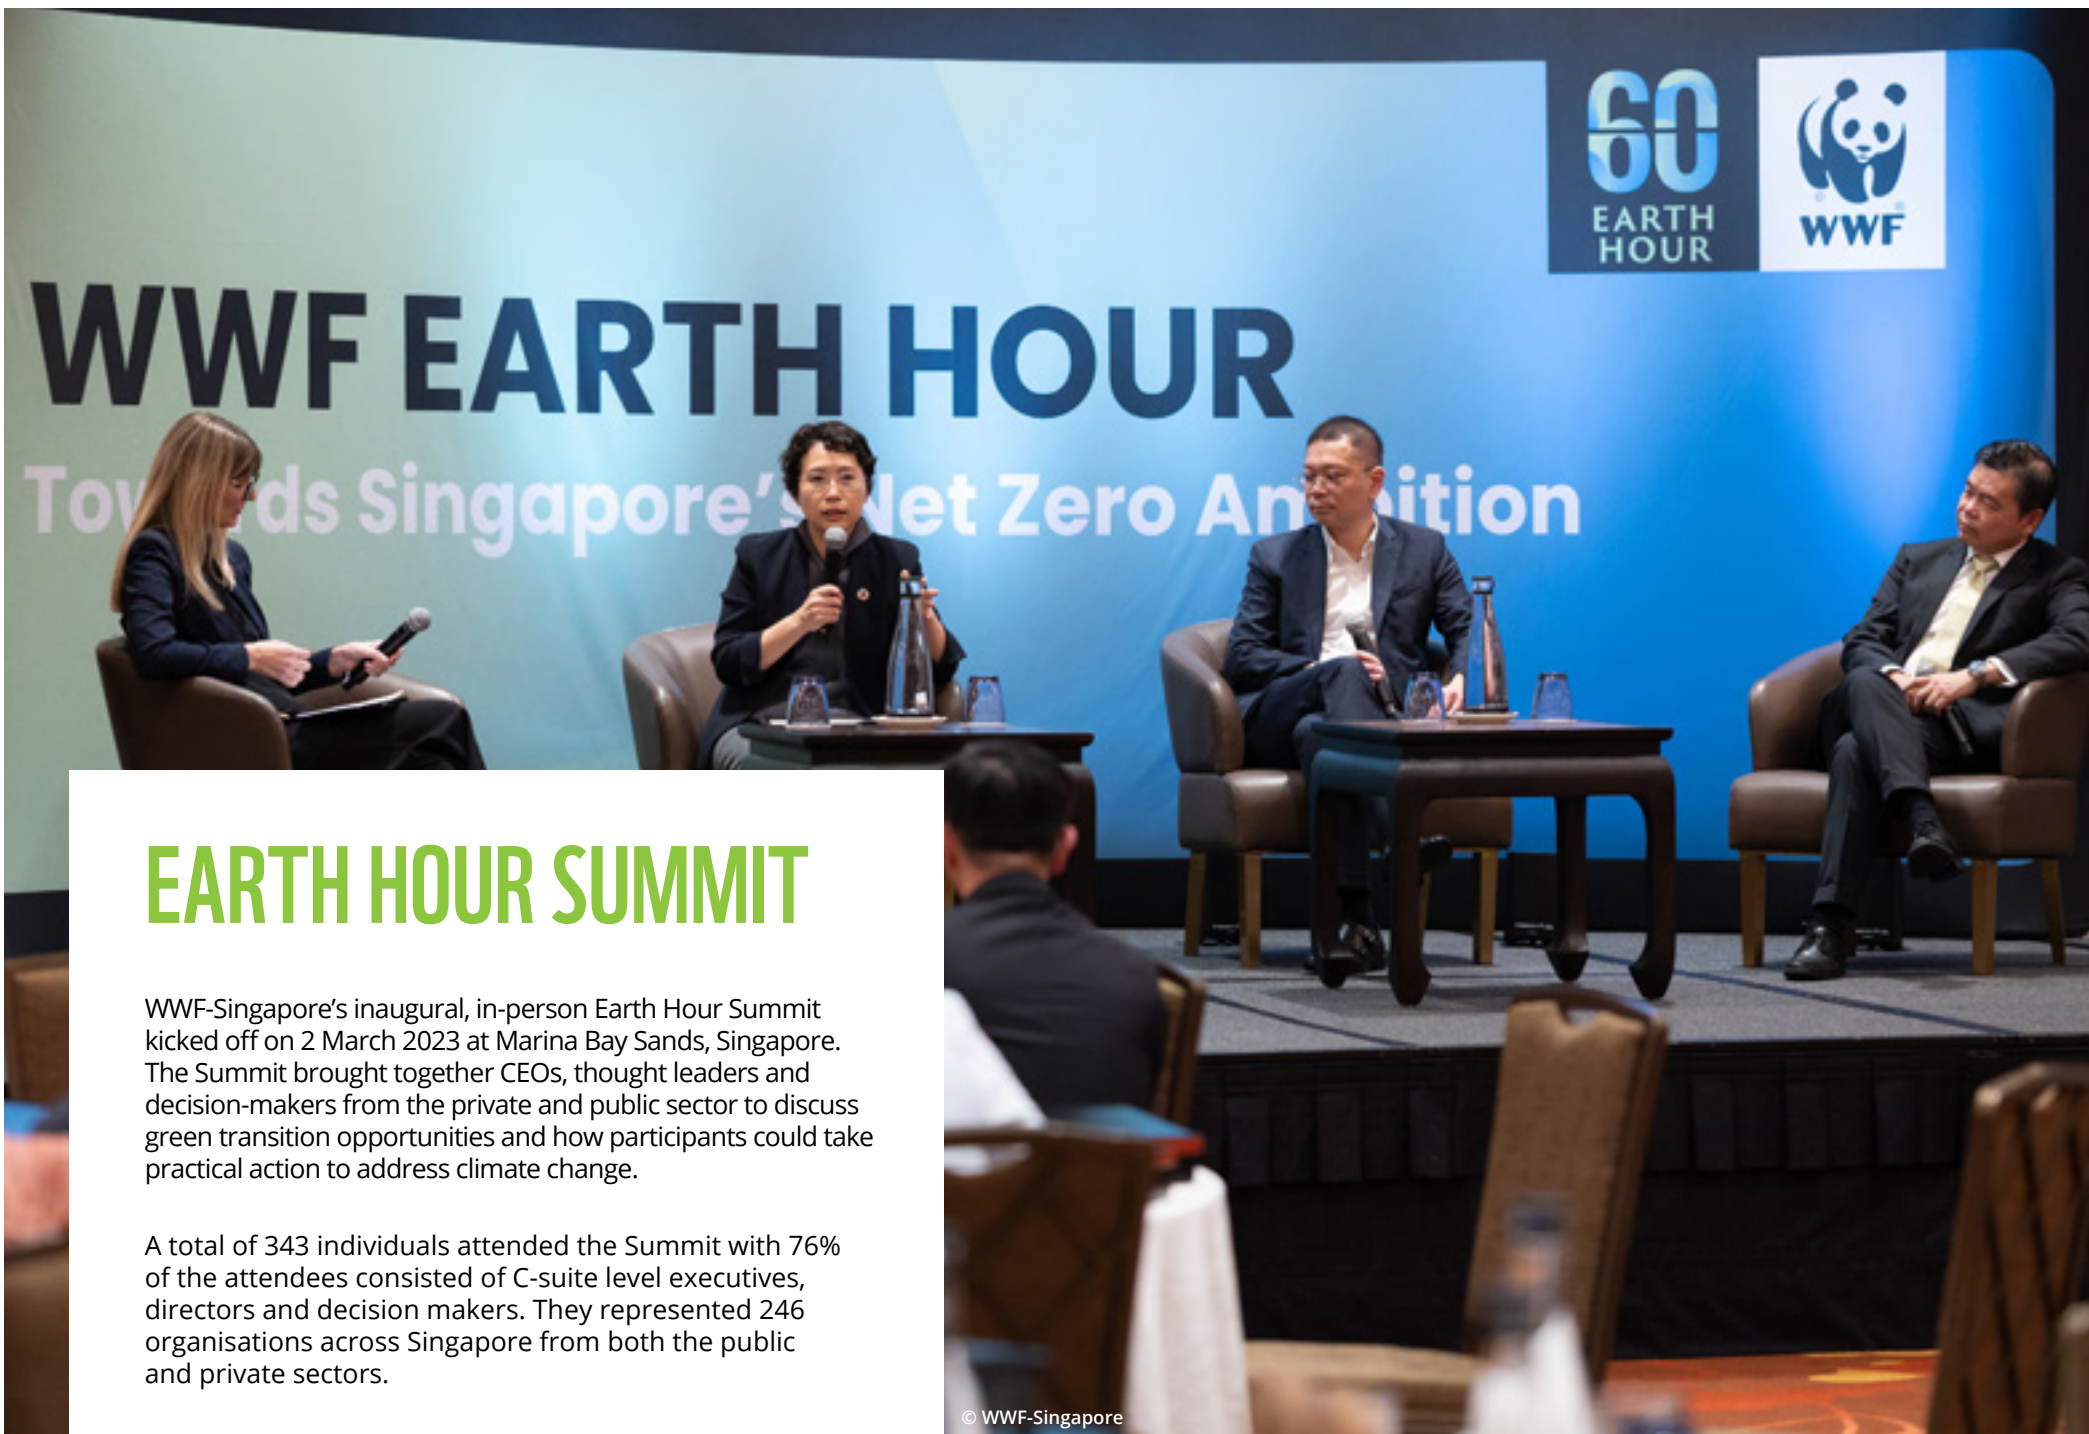 60
EARTH
HOUR
WWF
WWF EARTH HOUR
Towards Singapore's Net Zero Ambition
EARTH HOUR SUMMIT
WWF-Singapore’s inaugural, in-person Earth Hour Summit
kicked off on 2 March 2023 at Marina Bay Sands, Singapore.
The Summit brought together CEOs, thought leaders and
decision-makers from the private and public sector to discuss
green transition opportunities and how participants could take
practical action to address climate change.
A total of 343 individuals attended the Summit with 76%
of the attendees consisted of C-suite level executives,
directors and decision makers. They represented 246
organisations across Singapore from both the public
and private sectors.
© WWF-Singapore